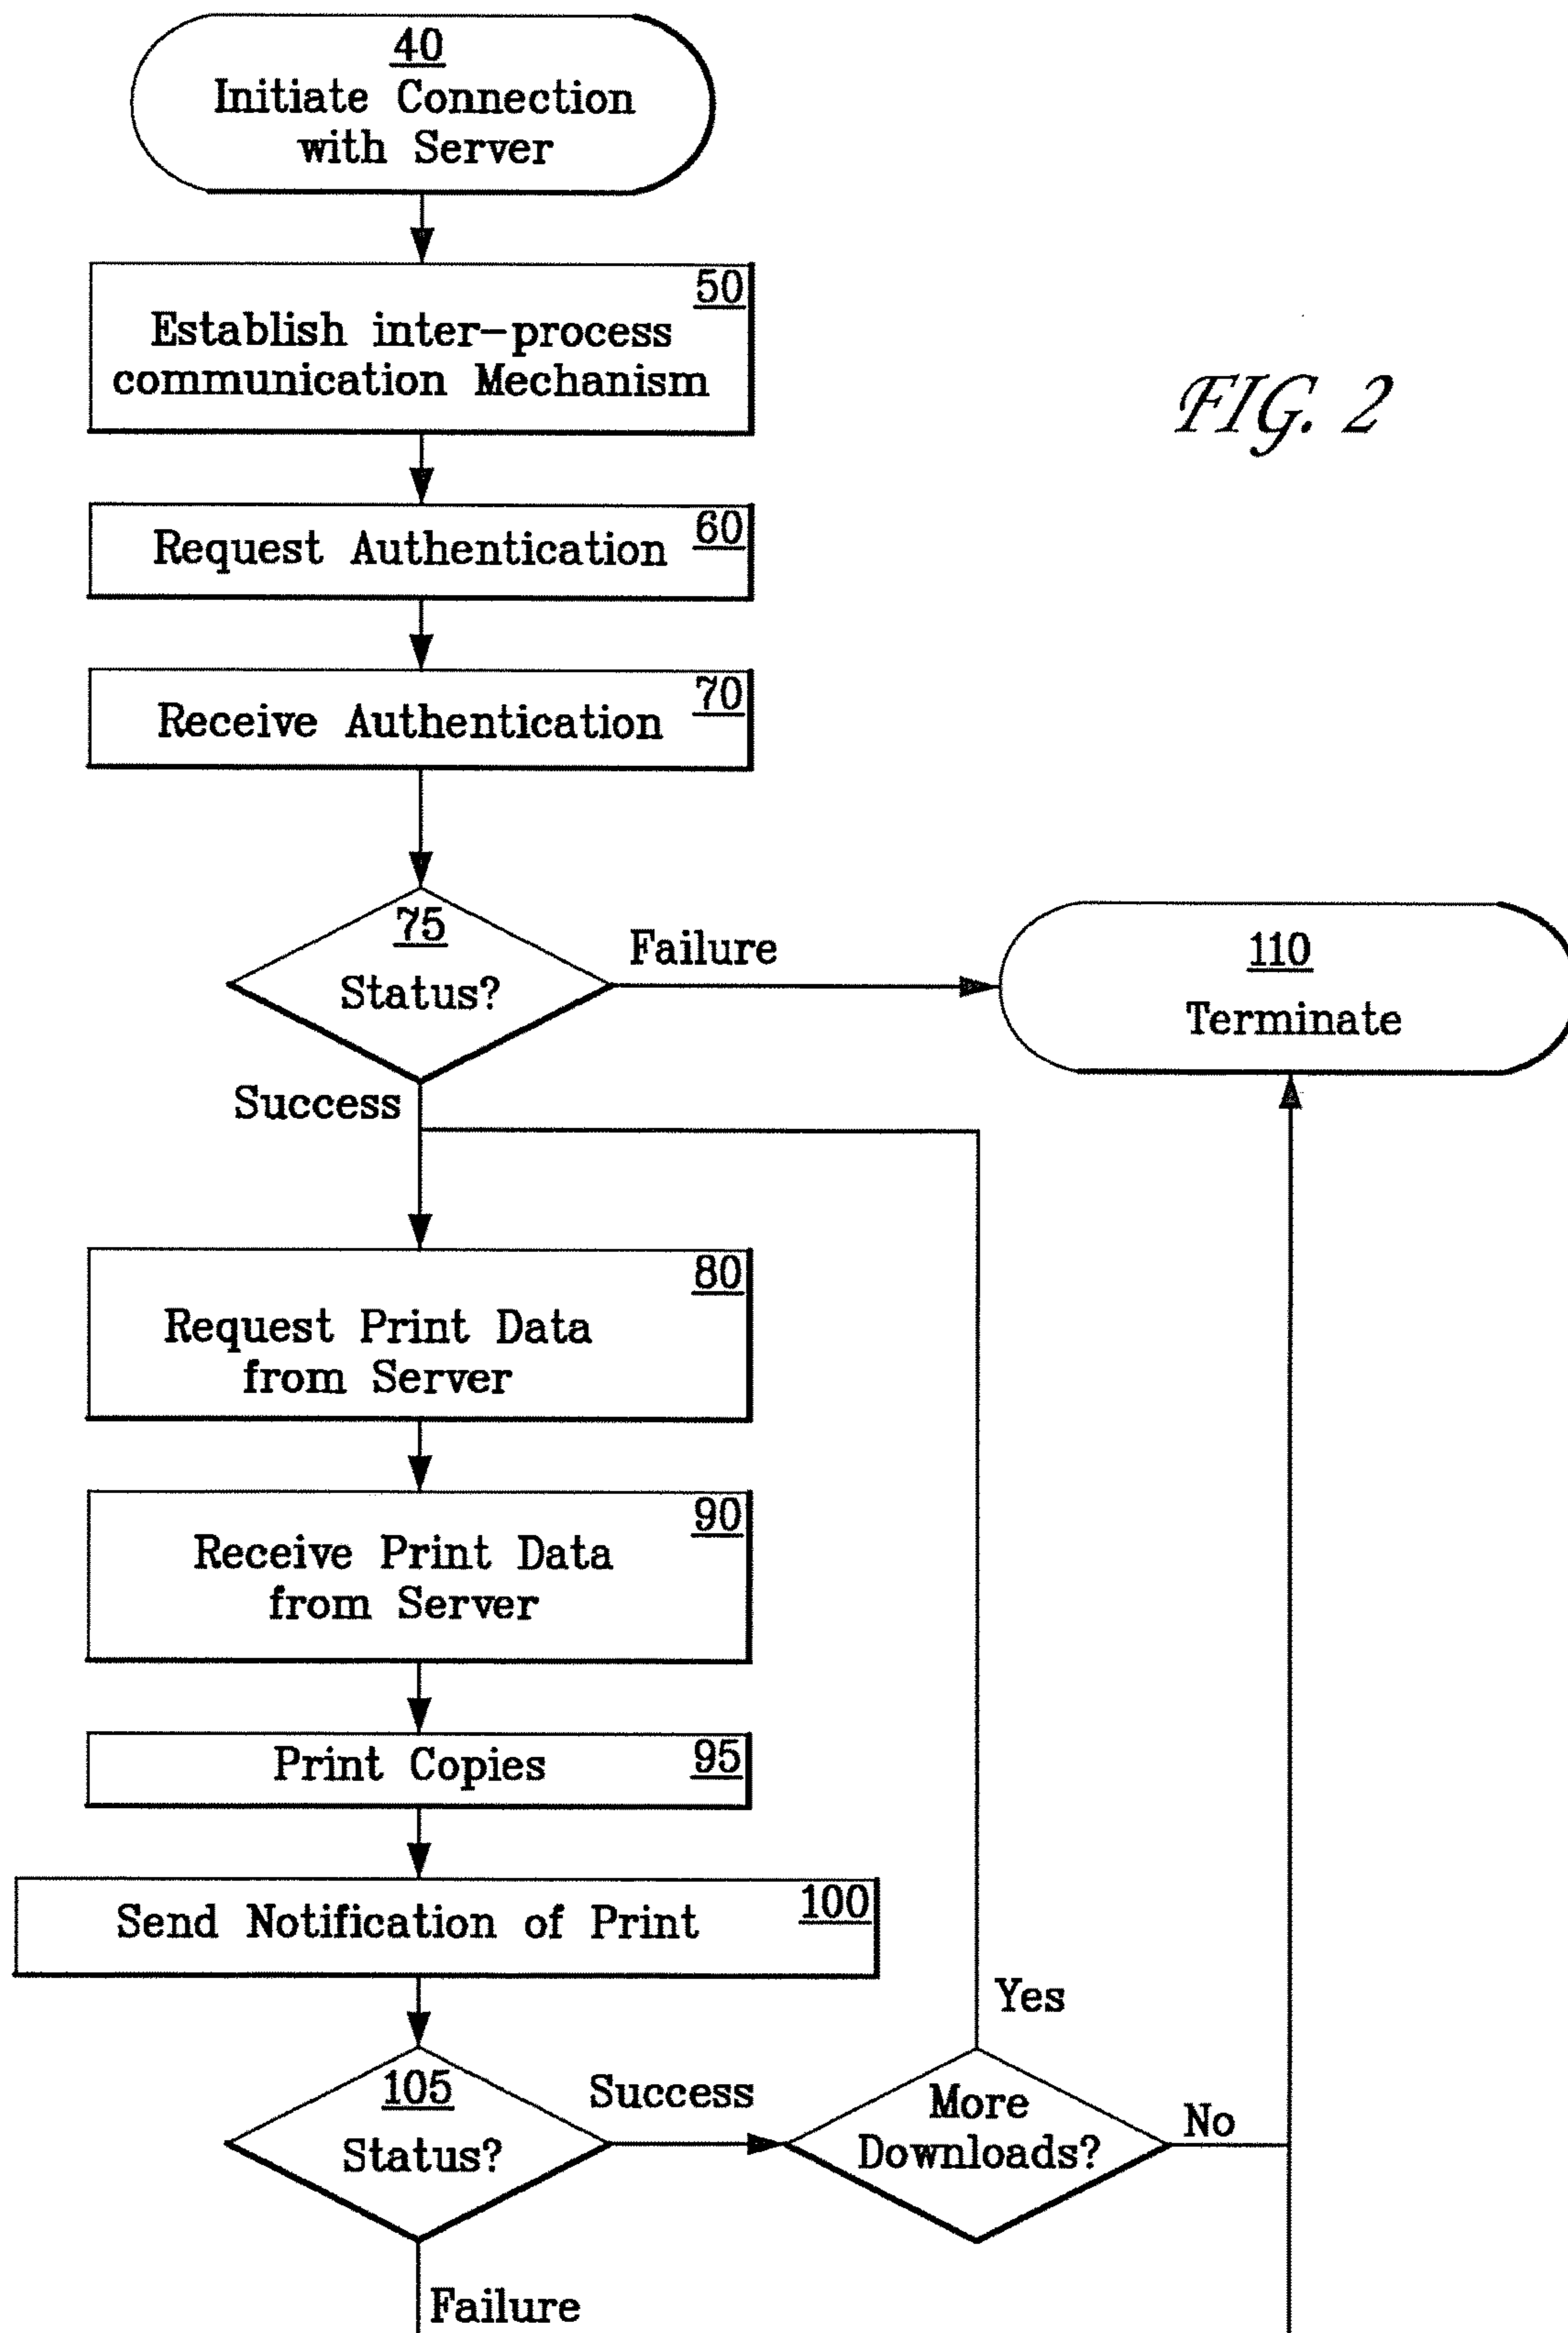 40
Initiate Connection
with Server
50
Establish inter-process
communication Mechanism
FIG. 2
60
Request Authentication
70
Receive Authentication
75
Status?
Failure
110
Terminate
Success
80
Request Print Data
from Server
90
Receive Print Data
from Server
Print Copies
95
Send Notification of Print
100
Yes
105
Status?
Success
More
Downloads?
No
Failure